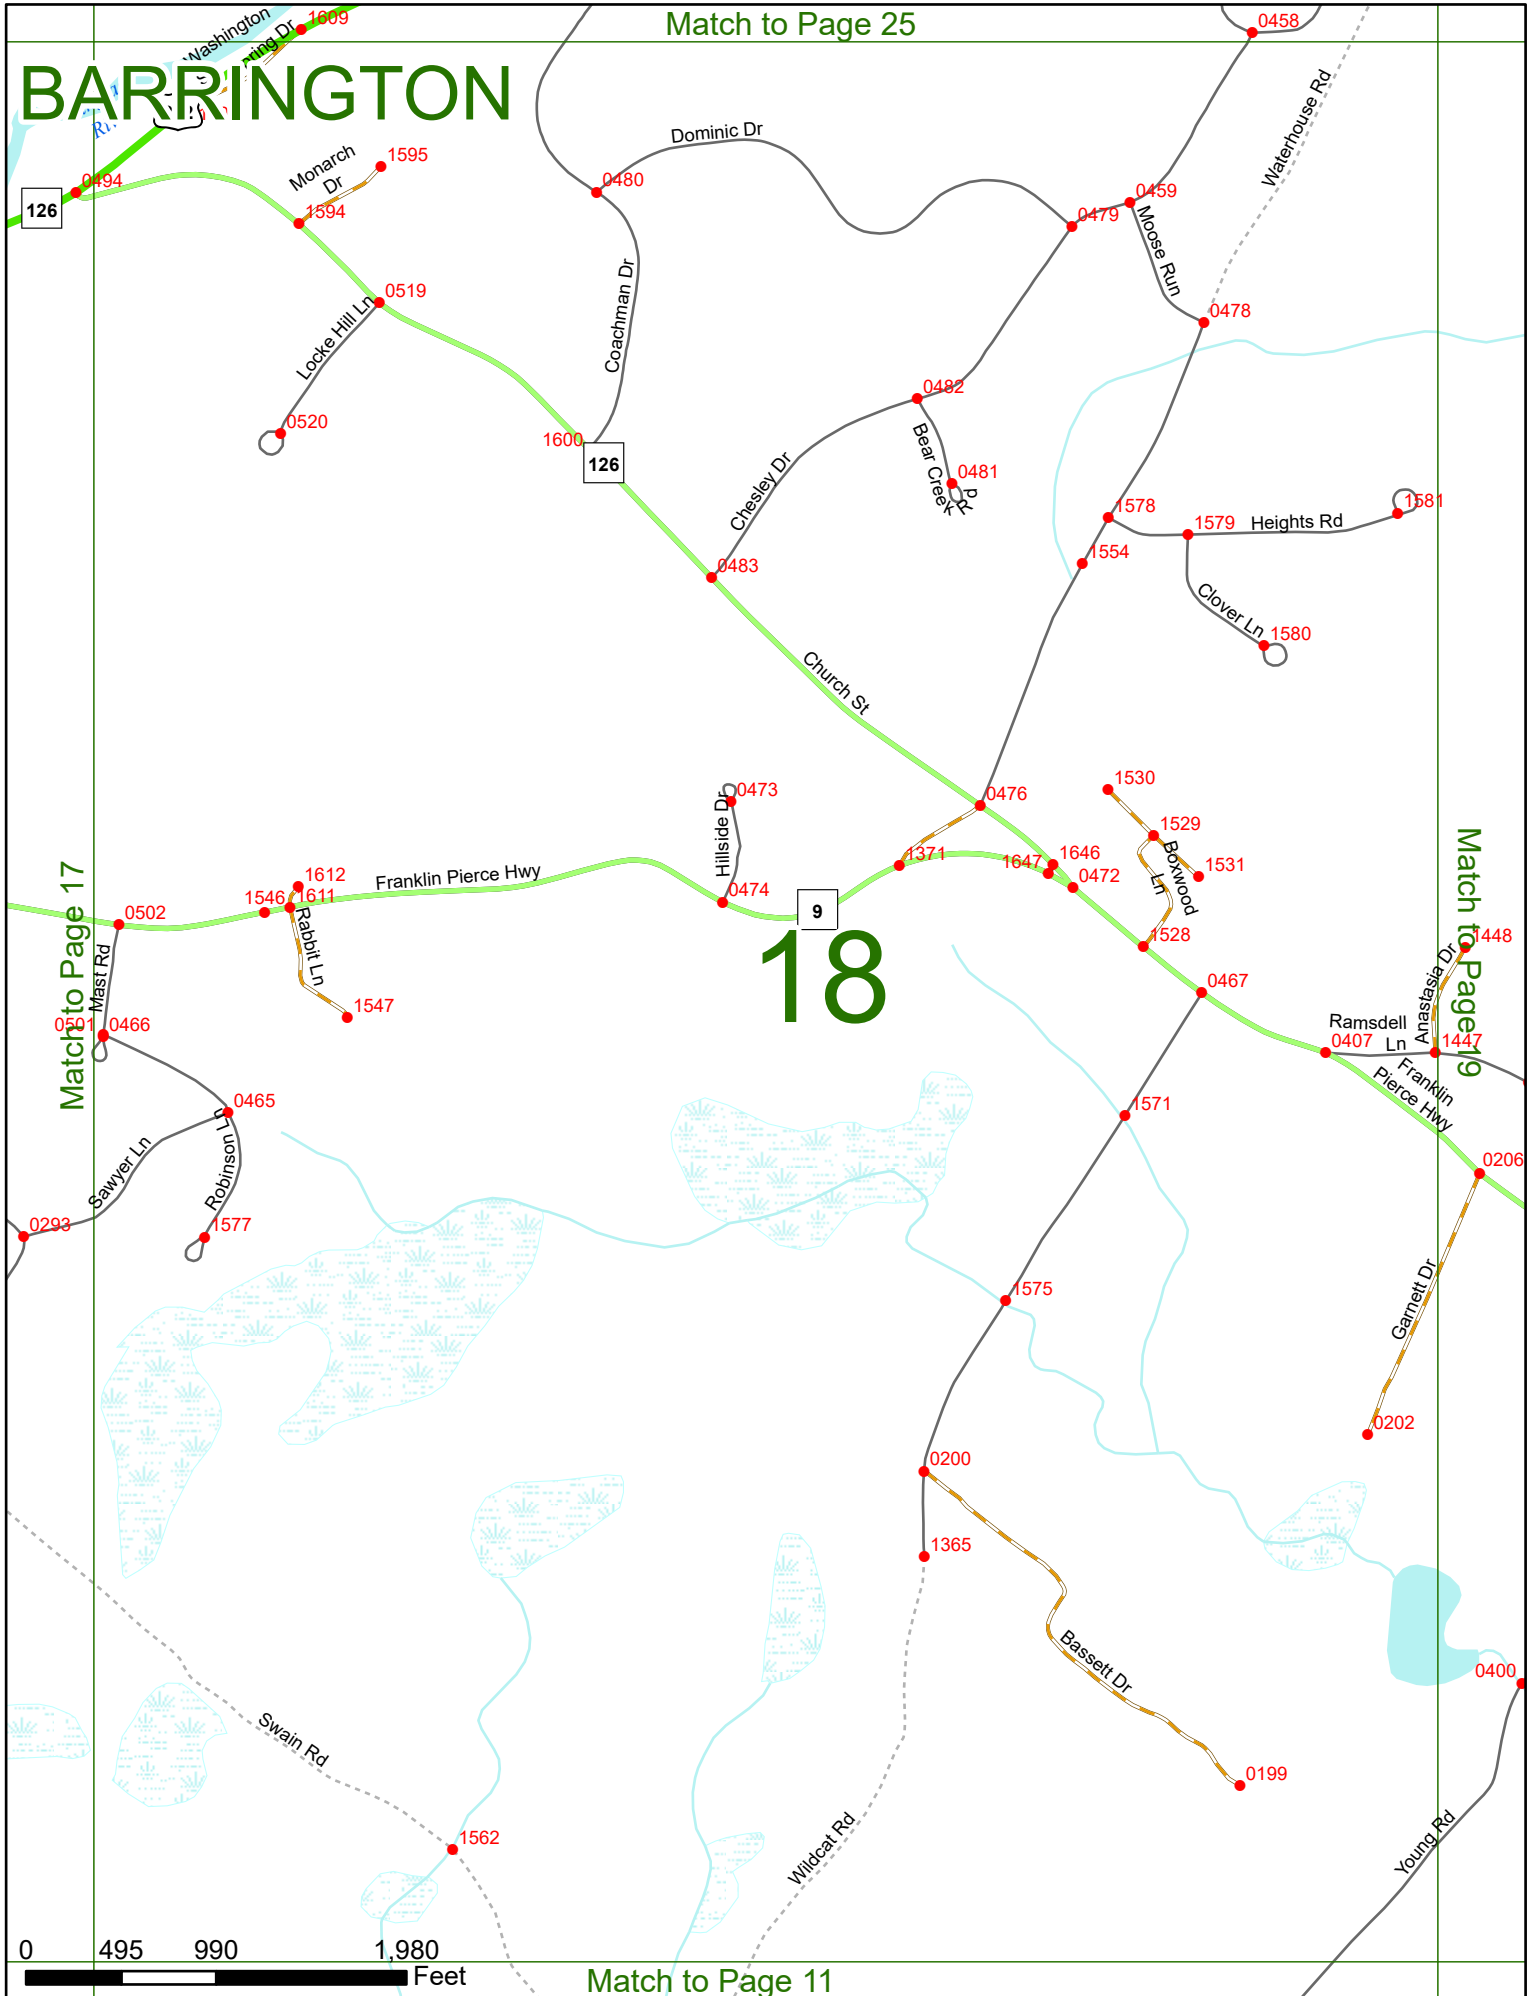 Match to Page 25
0458
1609
Washington
BARRINGTON
Waterhouse Rd
Dominic Dr
Monarch
Dr
1595
0494
126
1594
0480
0459
0479
Moose Run
0519
Locke Hill Ln
Coachman Dr
0478
0520
0482
1600
126
Chesley Dr
Bear Creek
Rd
0481
1581
1578
1579
Heights Rd
1554
0483
Clover Ln
1580
Church St
0473
1530
0476
Hillside Dr
1529
Match to Page 17
Match to Page 19
1371
1646
1647
0472
Boxwood
Ln
1531
1612
1546
1611
Franklin Pierce Hwy
0474
9
0502
Rabbit Ln
18
1528
1448
Mast Rd
Anastasia Dr
0467
1547
0501
0466
Ramsdell
Ln
0407
1447
Franklin
Pierce Hwy
0465
1571
Sawyer Ln
Robinson Ln
0206
0293
1577
1575
Garnett Dr
0202
0200
1365
Bassett Dr
0400
Swain Rd
0199
1562
Wildcat Rd
Young Rd
0
495
990
1,980
Feet
Match to Page 11